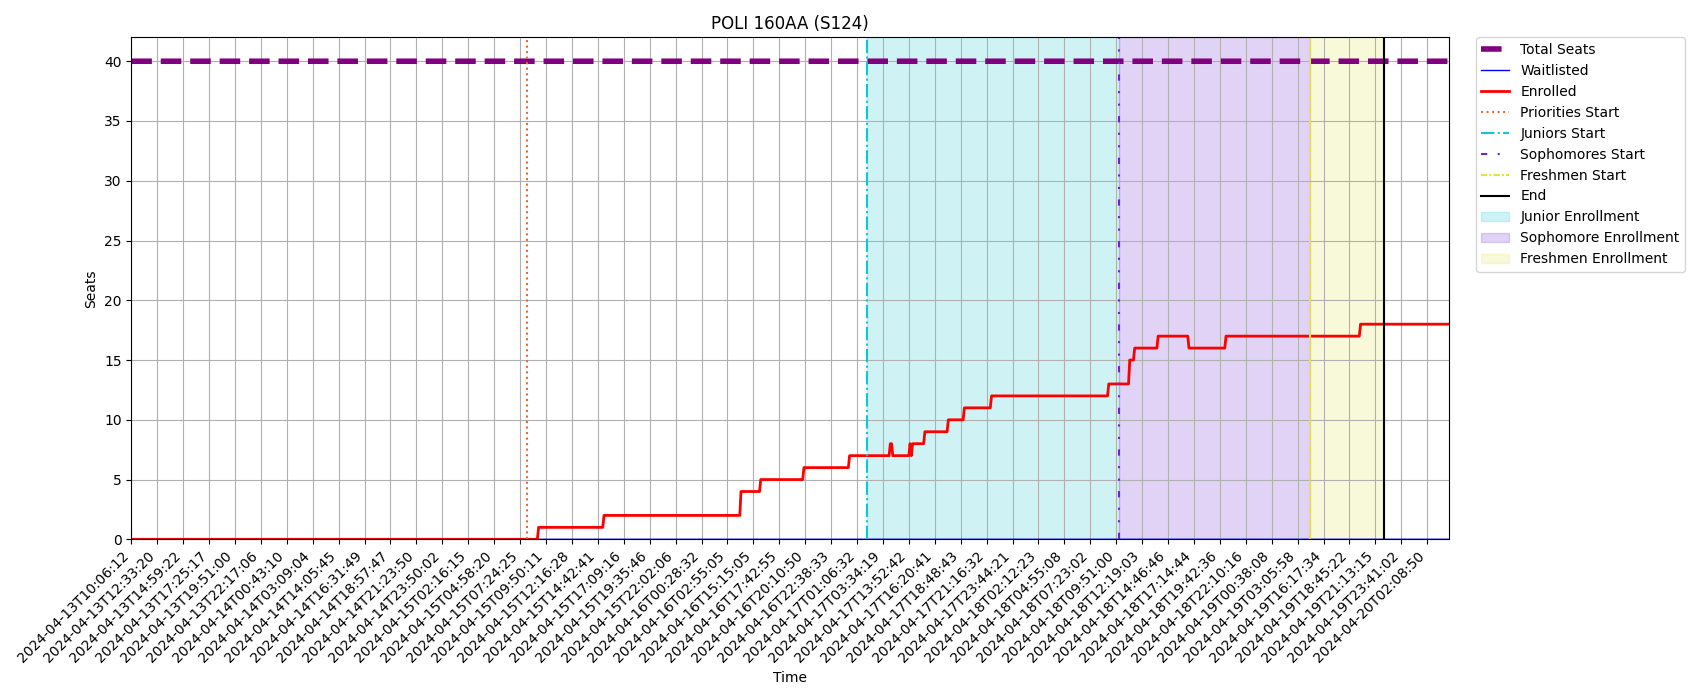 POLI 160AA (S124)
Total Seats
Waitlisted
Enrolled
Priorities Start
Juniors Start
Sophomores Start
Freshmen Start
End
Junior Enrollment
Sophomore Enrollment
Freshmen Enrollment
Seats
40
35
30
25
20
15
10
5
0
2024-04-13T10:06:12
2024-04-13T12:33:20
2024-04-13T14:59:22
2024-04-13T17:25:17
2024-04-13T19:51:00
2024-04-13T22:17:06
2024-04-14T00:43:10
2024-04-14T03:09:04
2024-04-14T14:05:45
2024-04-14T16:31:49
2024-04-14T18:57:47
2024-04-14T21:23:50
2024-04-14T23:50:02
2024-04-15T02:16:15
2024-04-15T04:58:20
2024-04-15T07:24:25
2024-04-15T09:50:11
2024-04-15T12:16:28
2024-04-15T14:42:41
2024-04-15T17:09:16
2024-04-15T19:35:46
2024-04-15T22:02:06
2024-04-16T00:28:32
2024-04-16T02:55:05
2024-04-16T15:15:05
2024-04-16T17:42:55
2024-04-16T20:10:50
2024-04-16T22:38:33
2024-04-17T01:06:32
2024-04-17T03:34:19
2024-04-17T13:52:42
2024-04-17T16:20:41
2024-04-17T18:48:43
2024-04-17T21:16:32
2024-04-17T23:44:21
2024-04-18T02:12:23
2024-04-18T04:55:08
2024-04-18T07:23:02
2024-04-18T09:51:00
2024-04-18T12:19:03
2024-04-18T14:46:46
2024-04-18T17:14:44
2024-04-18T19:42:36
2024-04-18T22:10:16
2024-04-19T00:38:08
2024-04-19T03:05:58
2024-04-19T16:17:34
2024-04-19T18:45:22
2024-04-19T21:13:15
2024-04-19T23:41:02
2024-04-20T02:08:50
Time